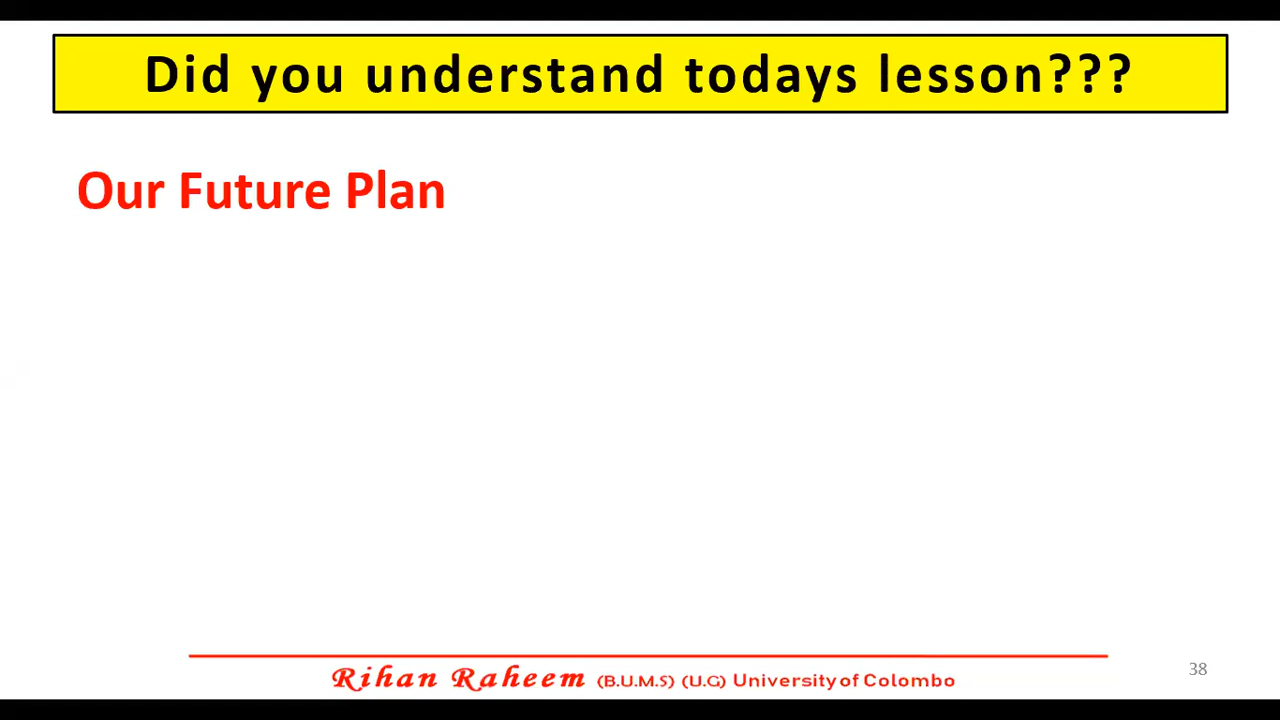 Did you understand todays lesson???
Our Future Plan
Rihan Raheem (B.U.M.S) (U.G) University of Colombo
38